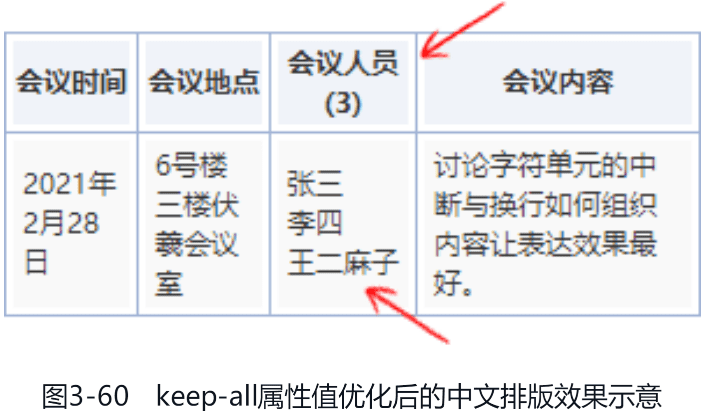 会议时间
会议地点
会议人员
(3)
会议内容
2021年
2月28
日
6号楼
三楼伏
羲会议
室
张三
李四
王二麻子
讨论字符单元的中
断与换行如何组织
内容让表达效果最
好。
图3-60 keep-all属性值优化后的中文排版效果示意